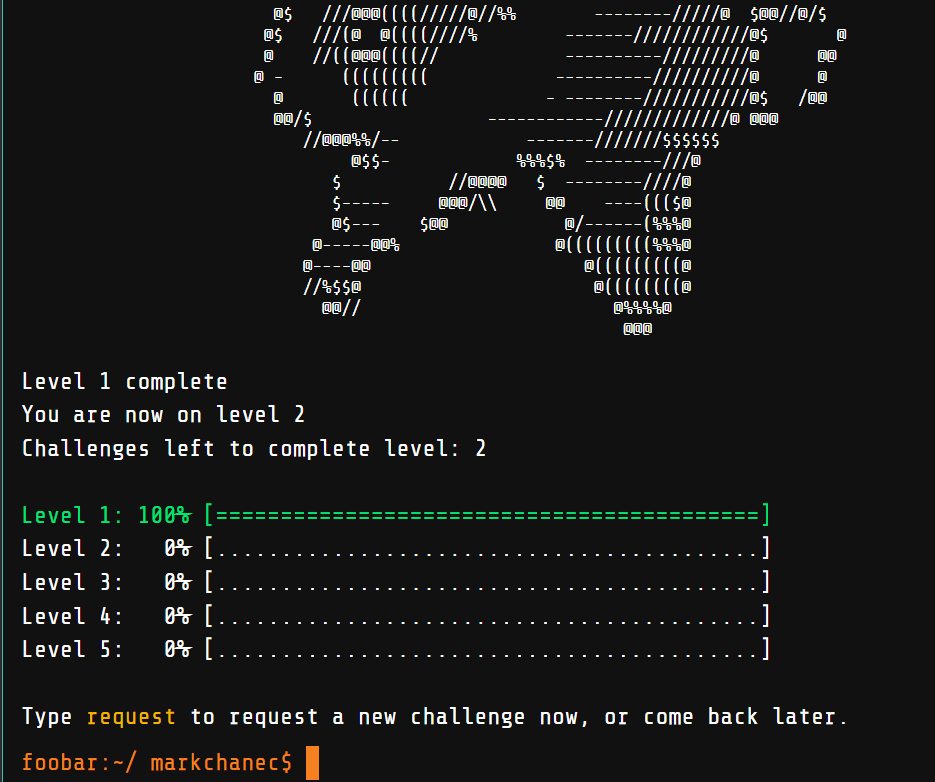 Level 1 complete
You are now on level 2
Challenges left to complete level: 2
Level 1: 100% [==========================================]
Level 2:   0% [..........................................]
Level 3:   0% [..........................................]
Level 4:   0% [..........................................]
Level 5:   0% [..........................................]
Type request to request a new challenge now, or come back later.
foobar:~/ markchanec$